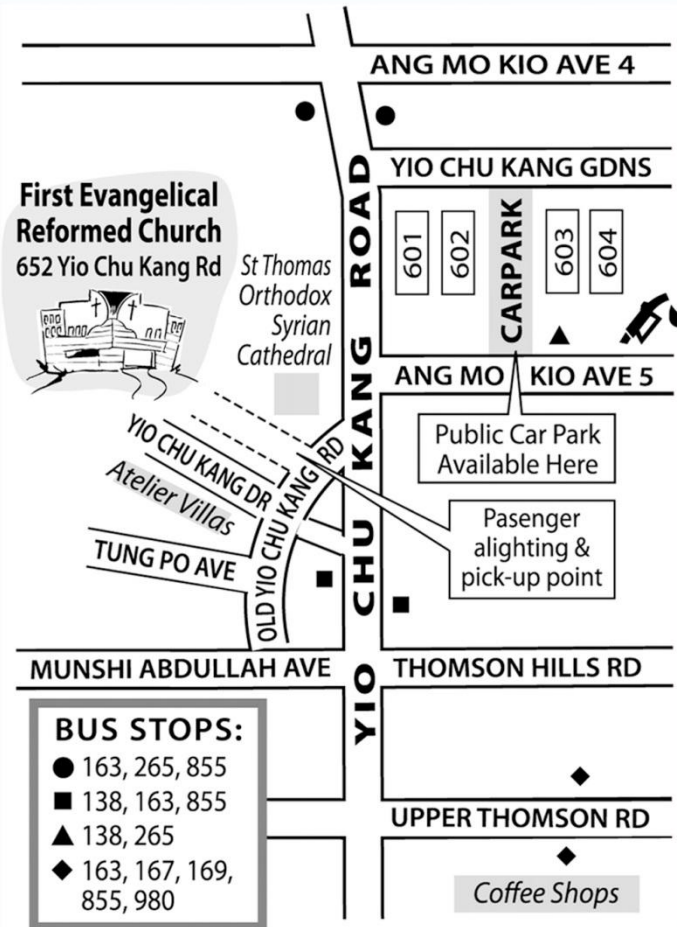 ANG MO KIO AVE 4
YIO CHU KANG GDNS
First Evangelical
Reformed Church
652 Yio Chu Kang Rd
601
602
CARPARK
603
604
St Thomas
Orthodox
Syrian
Cathedral
YIO CHU KANG ROAD
ANG MO KIO AVE 5
Public Car Park
Available Here
YIO CHU KANG DR
Atelier Villas
OLD YIO CHU KANG RD
Pasenger
alighting &
pick-up point
TUNG PO AVE
MUNSHI ABDULLAH AVE
THOMSON HILLS RD
BUS STOPS:
163, 265, 855
138, 163, 855
138, 265
163, 167, 169,
855, 980
UPPER THOMSON RD
Coffee Shops